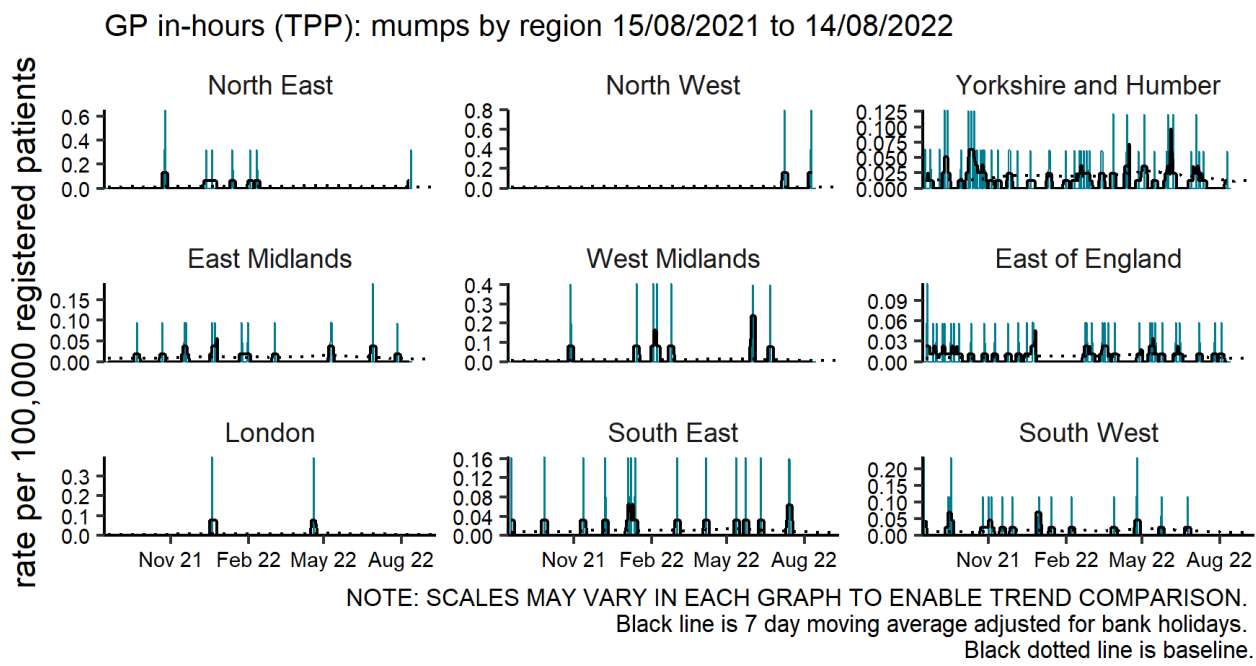 GP in-hours (TPP): mumps by region 15/08/2021 to 14/08/2022
rate per 100,000 registered patients
North East
0.6
0.4
0.2
0.0
North West
0.8
0.6
0.4
0.2
0.0
Yorkshire and Humber
0.125
0.100
0.075
0.050
0.025
0.000
East Midlands
0.15
0.10
0.05
0.00
West Midlands
0.4
0.3
0.2
0.1
0.0
East of England
0.09
0.06
0.03
0.00
London
0.3
0.2
0.1
0.0
Nov 21 Feb 22 May 22 Aug 22
South East
0.16
0.12
0.08
0.04
0.00
Nov 21 Feb 22 May 22 Aug 22
South West
0.20
0.15
0.10
0.05
0.00
Nov 21 Feb 22 May 22 Aug 22
NOTE: SCALES MAY VARY IN EACH GRAPH TO ENABLE TREND COMPARISON.
Black line is 7 day moving average adjusted for bank holidays.
Black dotted line is baseline.